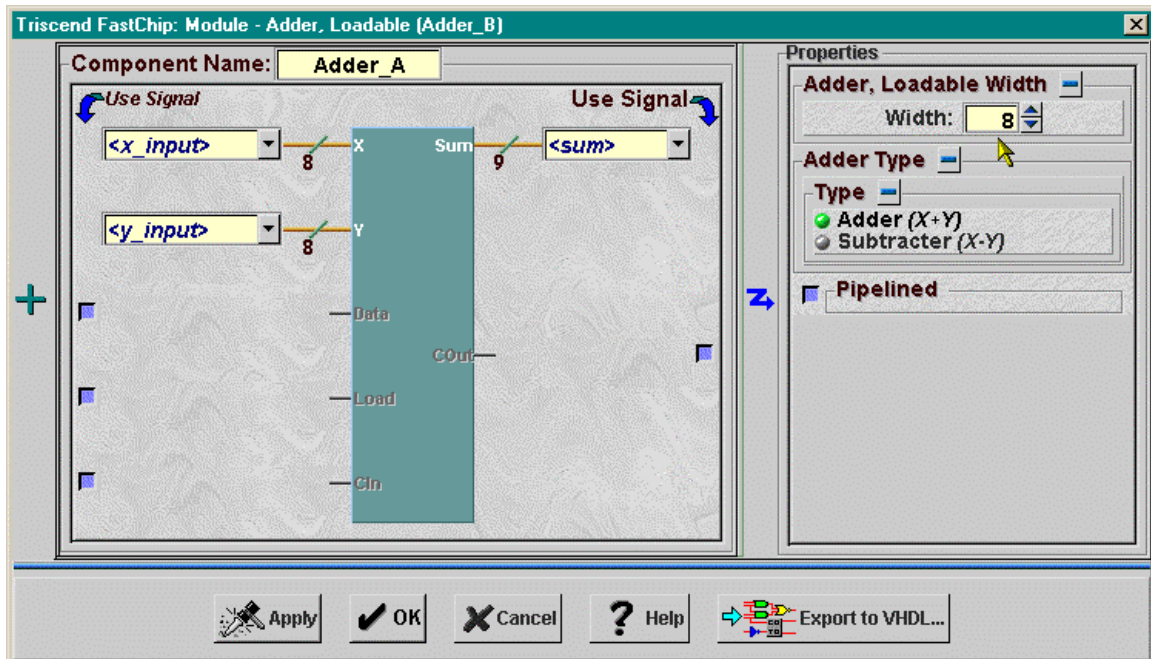 Triscend FastChip: Module - Adder, Loadable (Adder_B)
Component Name: Adder_A
Use Signal
Use Signal
<x_input>
8
X
Sum
9
<sum>
<y_input>
8
Y
Data
COut
Load
CIn
Properties
Adder, Loadable Width
Width: 8
Adder Type
Type
Adder (X+Y)
Subtracter (X-Y)
Pipelined
Apply
OK
Cancel
? Help
CO
TO
Export to VHDL...